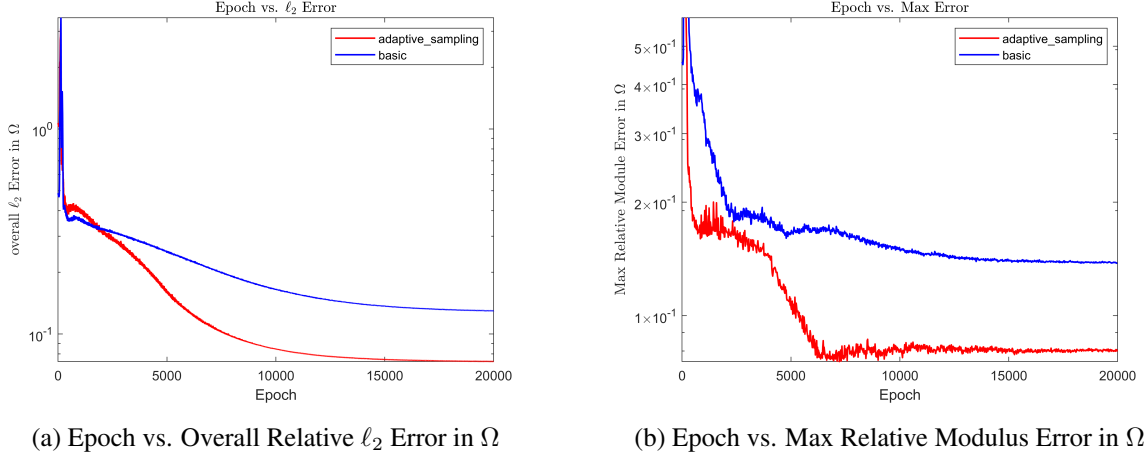 Epoch vs. ℓ₂ Error
adaptive_sampling
basic
overall ℓ₂ Error in Ω
10⁰
10⁻¹
0
5000
10000
15000
20000
Epoch
(a) Epoch vs. Overall Relative ℓ₂ Error in Ω
Epoch vs. Max Error
adaptive_sampling
basic
Max Relative Module Error in Ω
5×10⁻¹
4×10⁻¹
3×10⁻¹
2×10⁻¹
1×10⁻¹
0
5000
10000
15000
20000
Epoch
(b) Epoch vs. Max Relative Modulus Error in Ω